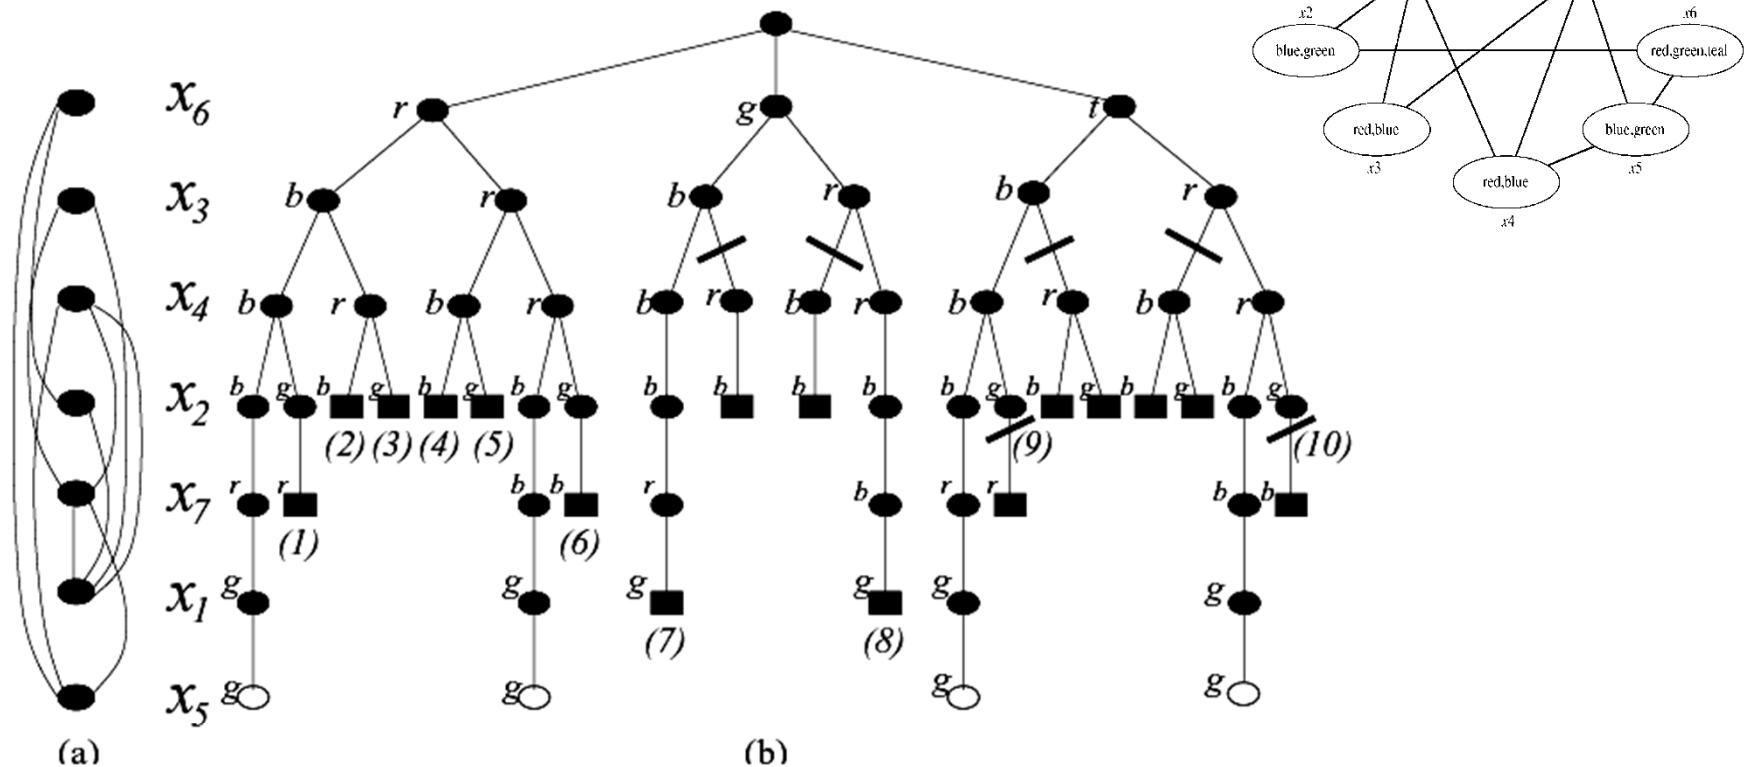 x2
x6
blue,green
red,green,teal
x₆
r
g
t
red,blue
blue,green
x3
x5
red,blue
x4
x₃
b
r
b
r
b
r
x₄
b
r
b
r
b
r
b
r
b
r
b
r
x₂
b
g
b
g
b
g
b
g
b
b
b
b
b
g
b
g
b
g
b
g
(2)
(3)
(4)
(5)
(9)
(10)
x₇
r
r
b
b
r
b
r
r
b
b
(1)
(6)
x₁
g
g
g
g
g
g
(7)
(8)
x₅
g
g
g
g
(a)
(b)